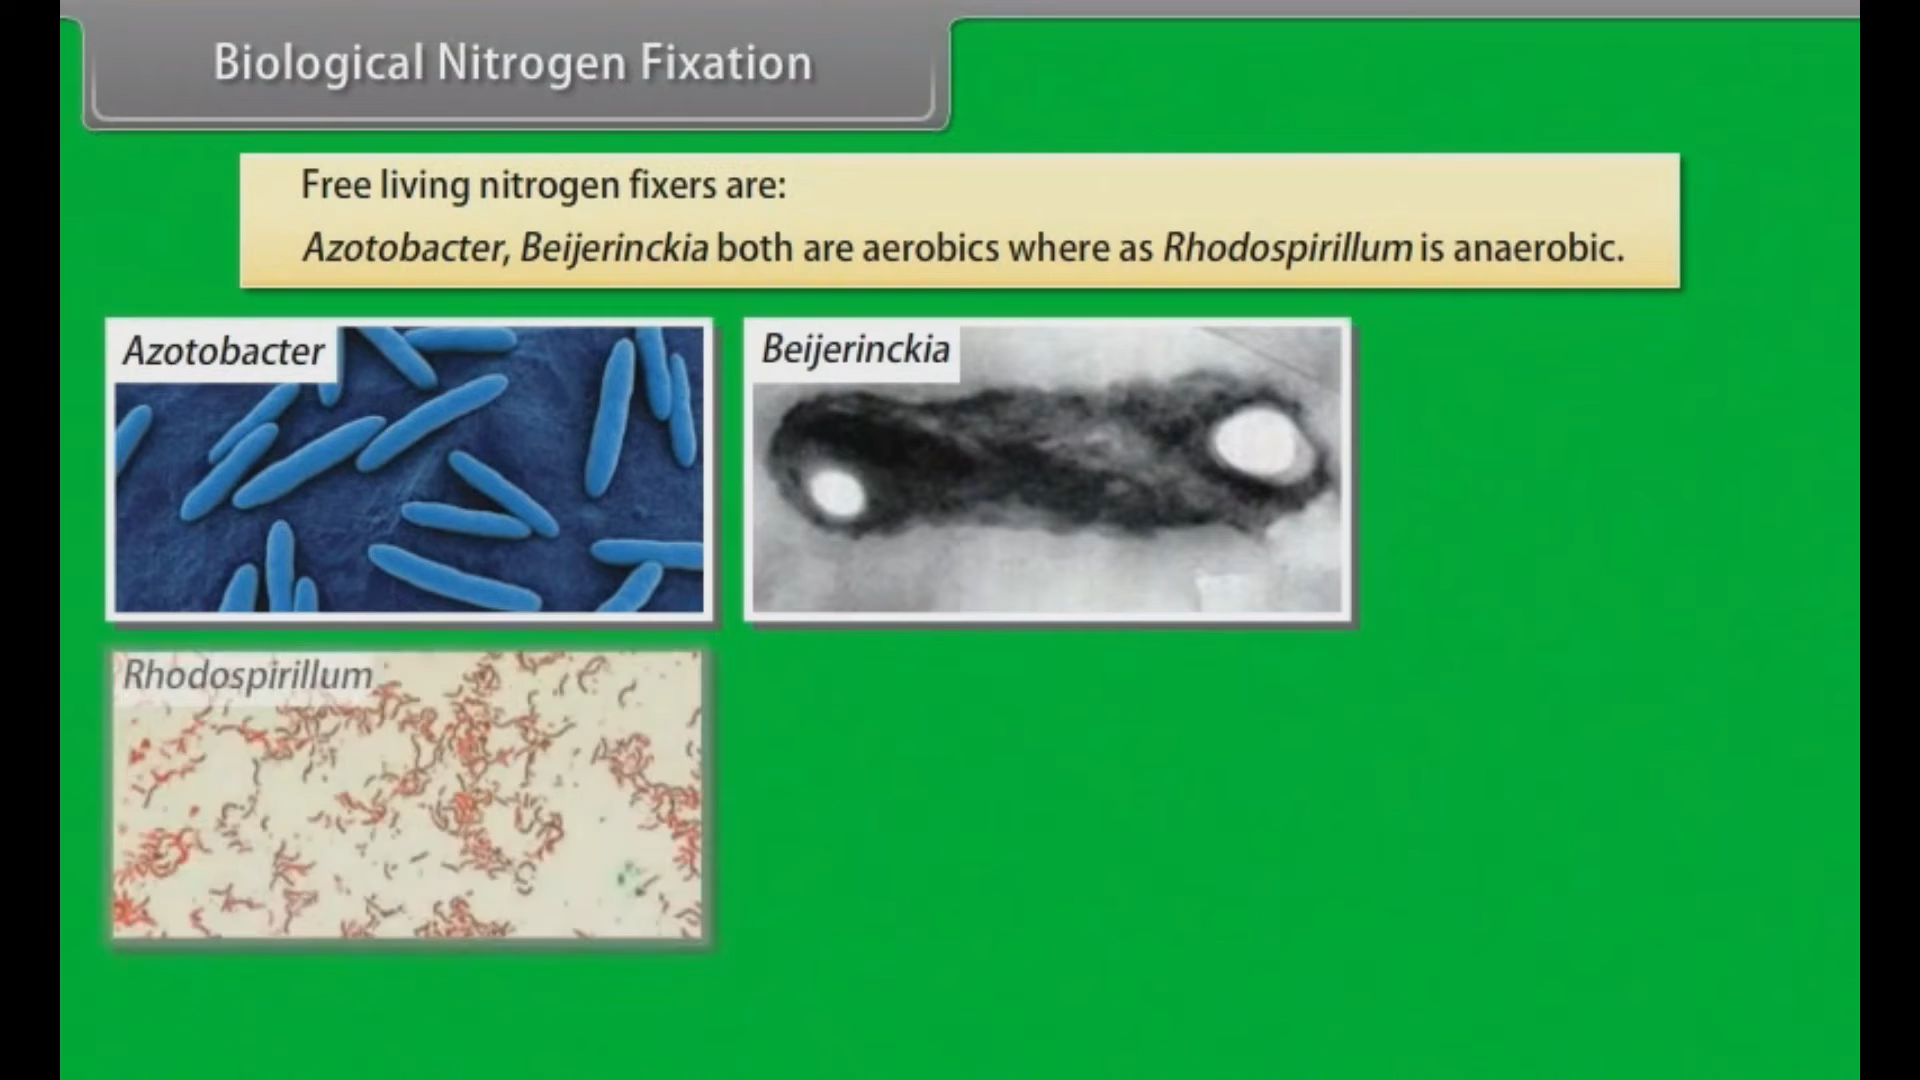 Biological Nitrogen Fixation
Free living nitrogen fixers are:
Azotobacter, Beijerinckia both are aerobics where as Rhodospirillum is anaerobic.
Azotobacter
Beijerinckia
Rhodospirillum